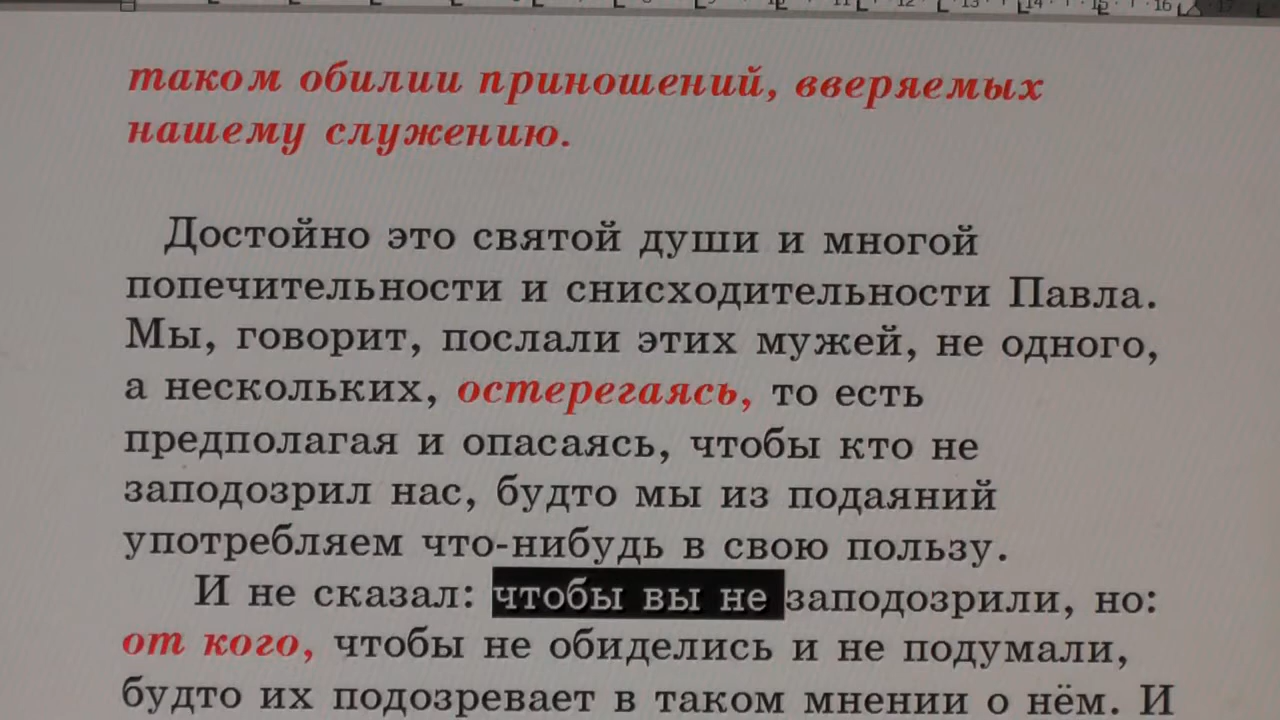 таком обилии приношений, вверяемых
нашему служению.
Достойно это святой души и многой
попечительности и снисходительности Павла.
Мы, говорит, послали этих мужей, не одного,
а нескольких, остерегаясь, то есть
предполагая и опасаясь, чтобы кто не
заподозрил нас, будто мы из подаяний
употребляем что-нибудь в свою пользу.
И не сказал: чтобы вы не заподозрили, но:
от кого, чтобы не обиделись и не подумали,
будто их подозревает в таком мнении о нём. И